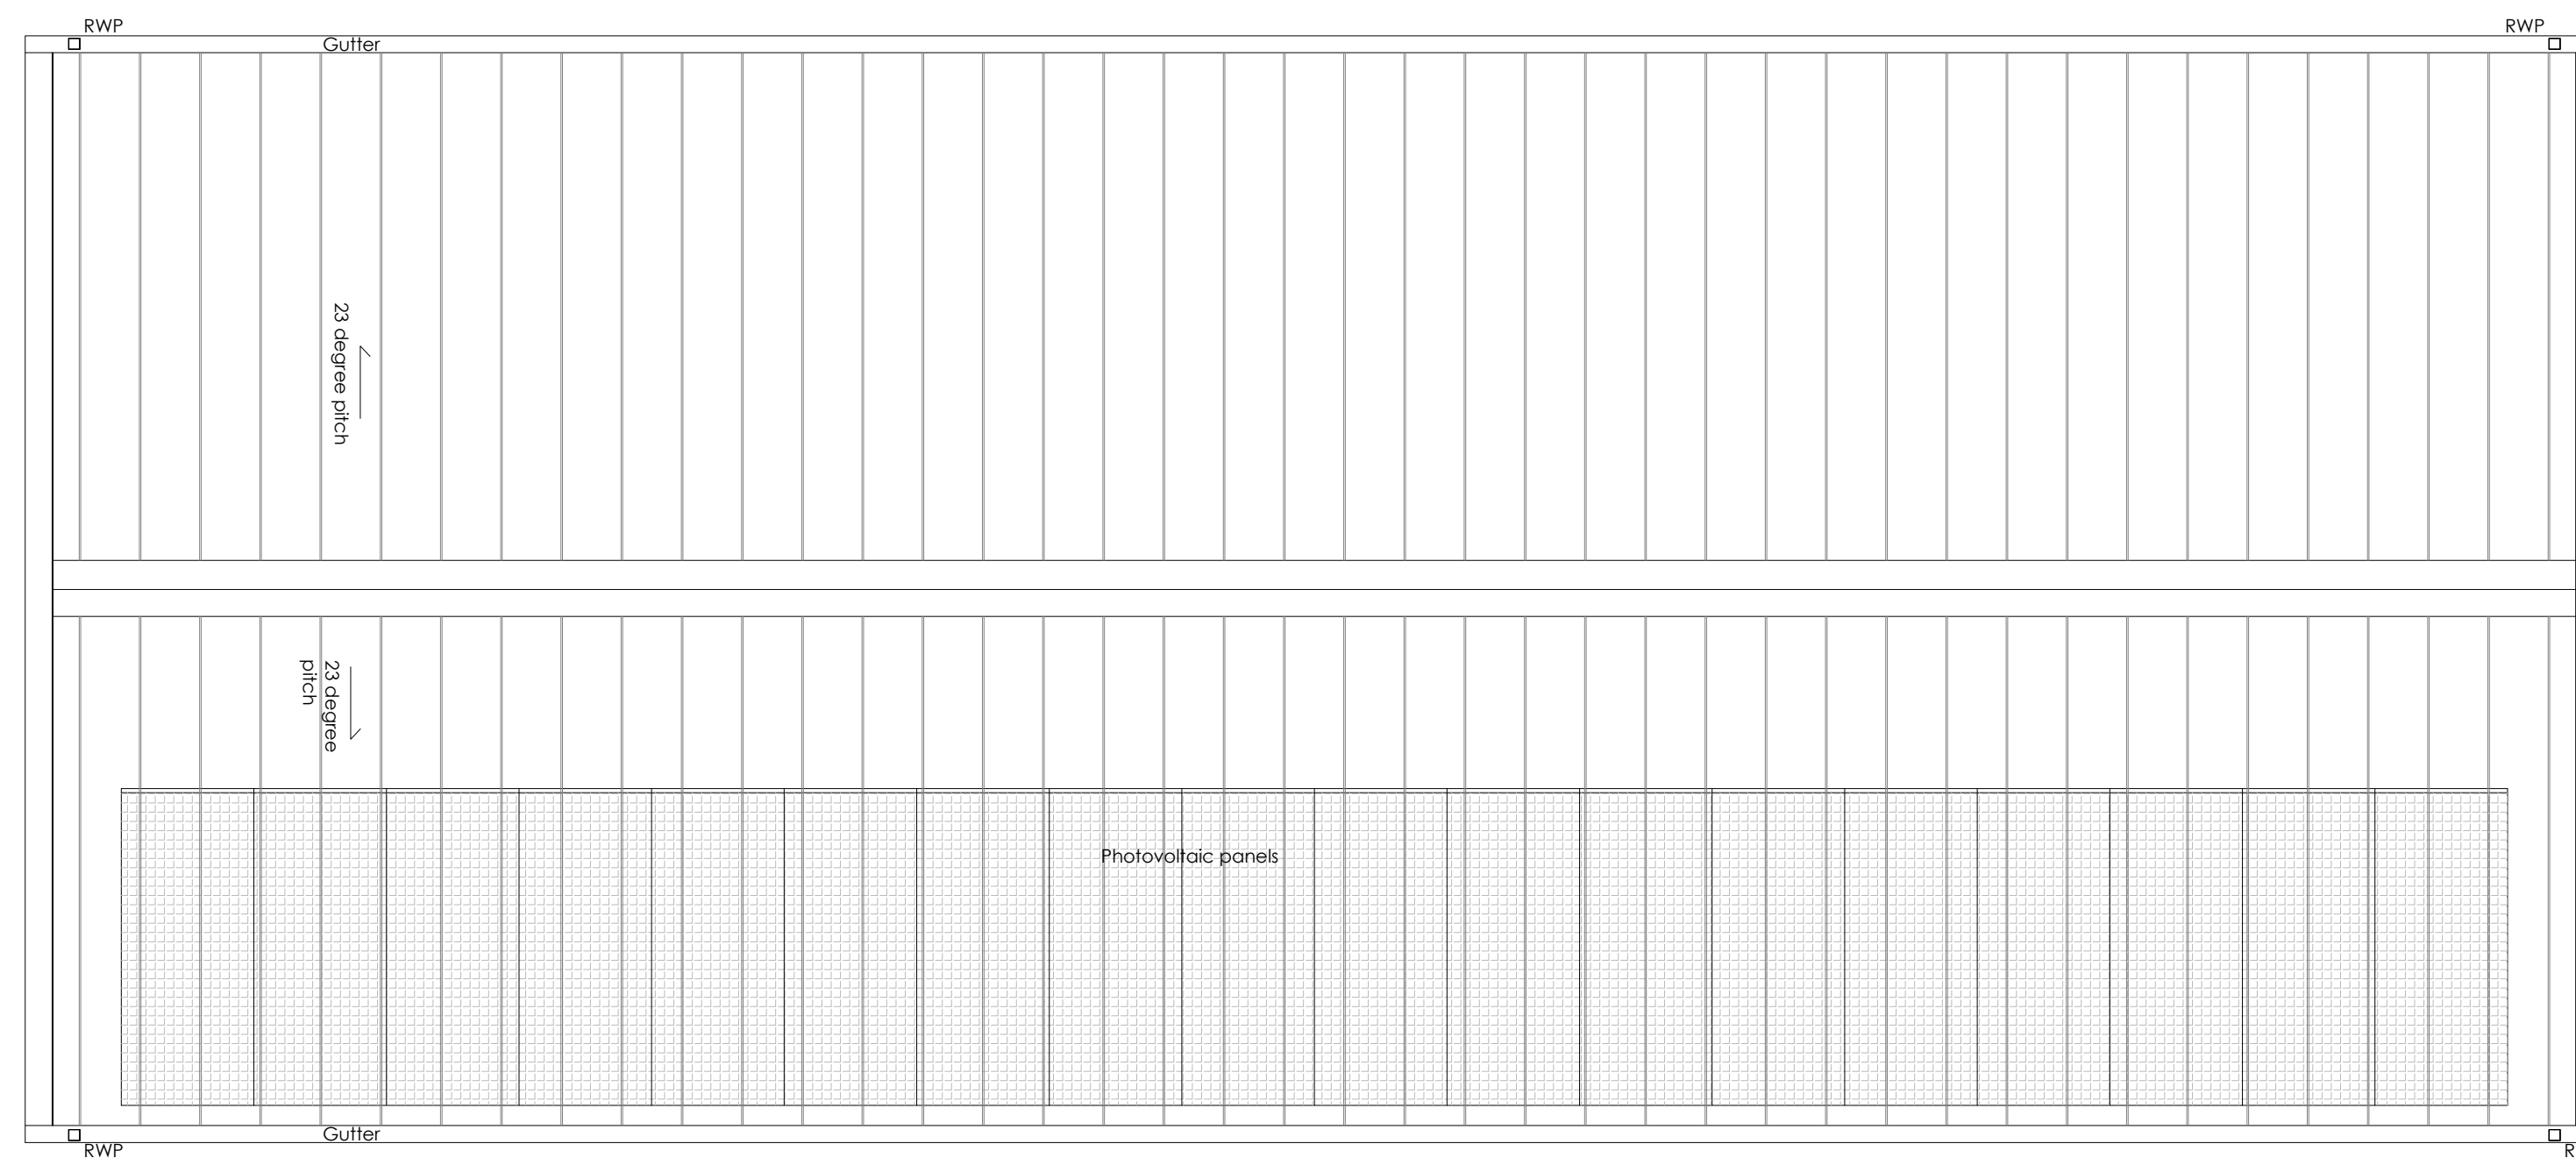 RWP
RWP
Gutter
23 degree pitch
23 degree
pitch
Photovoltaic panels
Gutter
RWP
R